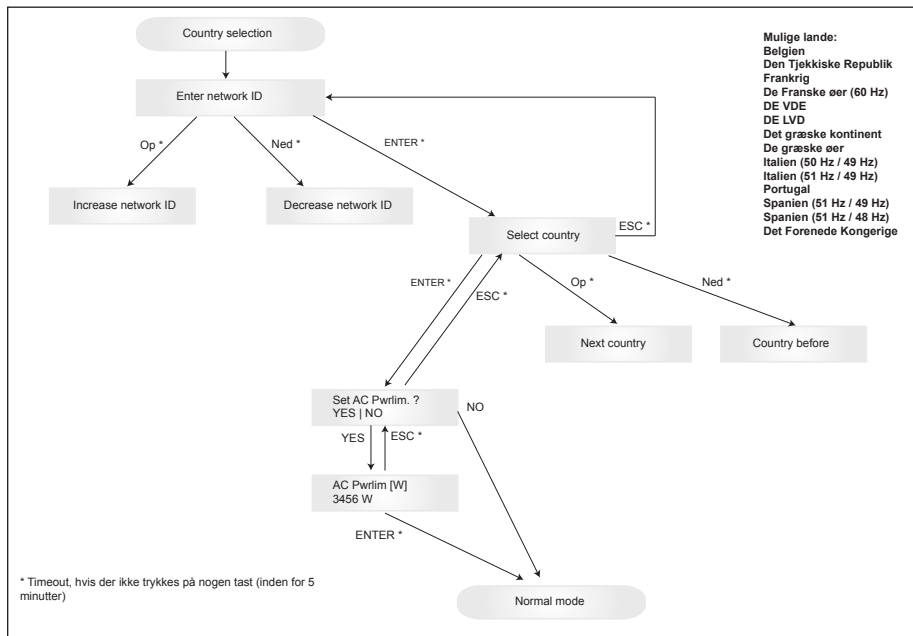 Country selection
Mulige lande:
Belgien
Den Tjekkiske Republik
Frankrig
De Franske øer (60 Hz)
DE VDE
DE LVD
Det græske kontinent
De græske øer
Italien (50 Hz / 49 Hz)
Italien (51 Hz / 49 Hz)
Portugal
Spanien (51 Hz / 49 Hz)
Spanien (51 Hz / 48 Hz)
Det Forenede Kongerige
Enter network ID
Op *
Ned *
ENTER *
Increase network ID
Decrease network ID
Select country
ESC *
ENTER *
ESC *
Op *
Ned *
Next country
Country before
Set AC Pwrlim. ?
YES | NO
NO
YES
ESC *
AC Pwrlim [W]
3456 W
ENTER *
* Timeout, hvis der ikke trykkes på nogen tast (inden for 5
minutter)
Normal mode